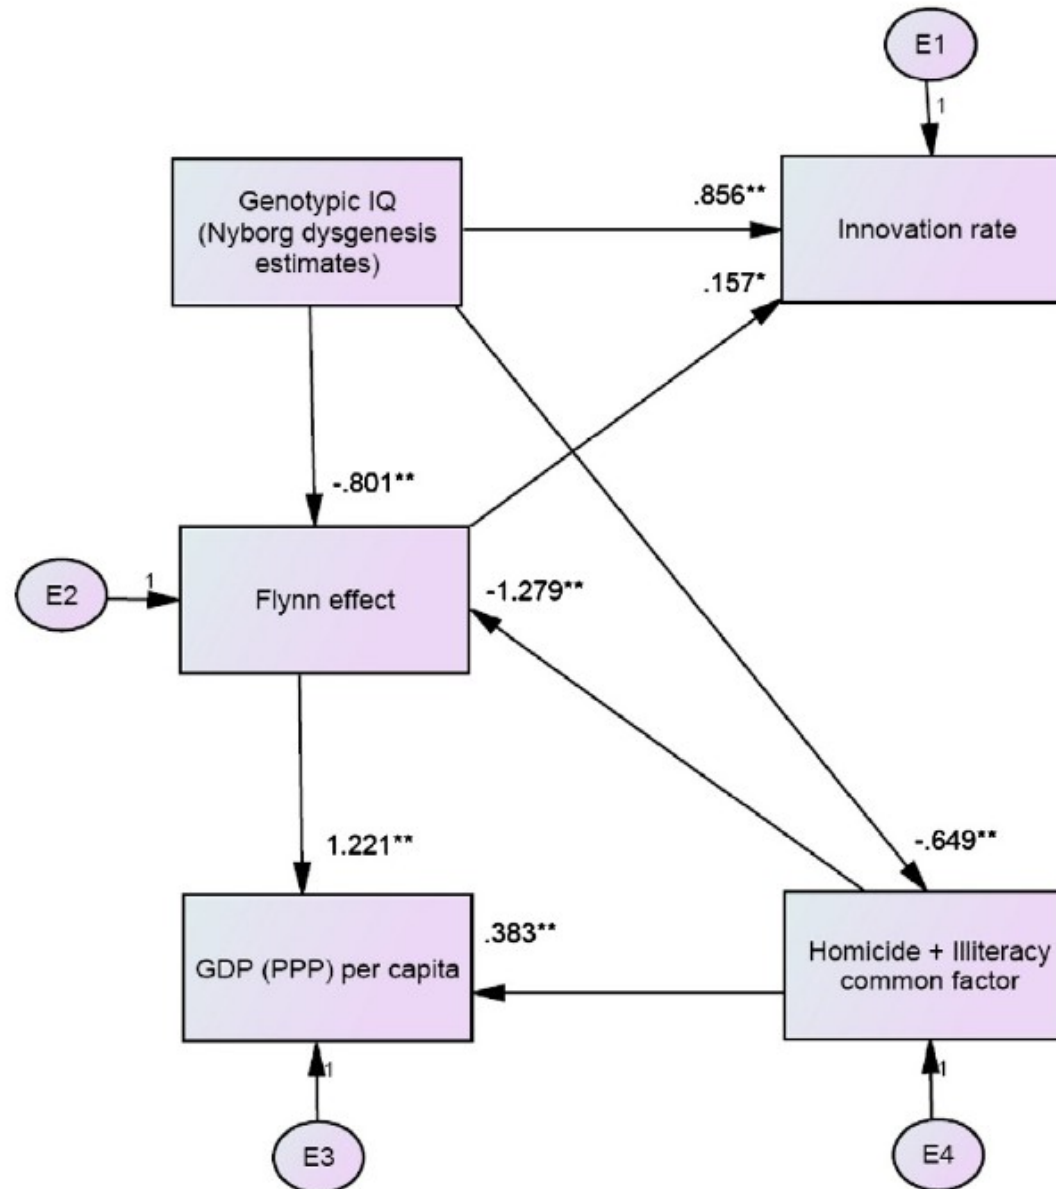 E1
1
Genotypic IQ
(Nyborg dysgenesis
estimates)
.856**
Innovation rate
.157*
-.801**
E2
1
Flynn effect
-1.279**
1.221**
-.649**
GDP (PPP) per capita
.383**
Homicide + Illiteracy
common factor
1
1
E3
E4